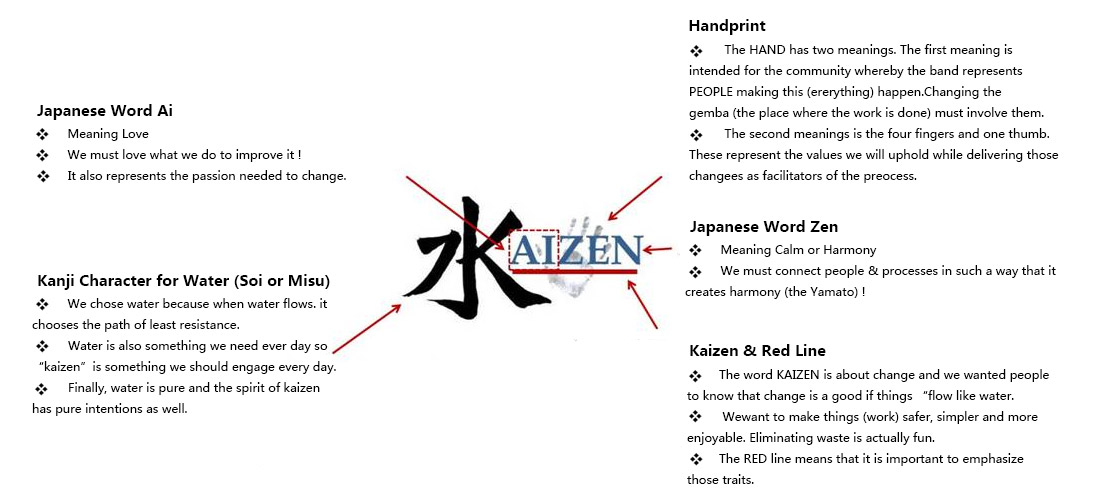 Japanese Word Ai
❖ Meaning Love
❖ We must love what we do to improve it !
❖ It also represents the passion needed to change.
Kanji Character for Water (Soi or Misu)
❖ We chose water because when water flows. it
chooses the path of least resistance.
❖ Water is also something we need ever day so
“kaizen” is something we should engage every day.
❖ Finally, water is pure and the spirit of kaizen
has pure intentions as well.
水AIZEN
Handprint
❖ The HAND has two meanings. The first meaning is
intended for the community whereby the band represents
PEOPLE making this (ererything) happen.Changing the
gemba (the place where the work is done) must involve them.
❖ The second meanings is the four fingers and one thumb.
These represent the values we will uphold while delivering those
changees as facilitators of the preocess.
Japanese Word Zen
❖ Meaning Calm or Harmony
❖ We must connect people & processes in such a way that it
creates harmony (the Yamato) !
Kaizen & Red Line
❖ The word KAIZEN is about change and we wanted people
to know that change is a good if things “flow like water.
❖ Wewant to make things (work) safer, simpler and more
enjoyable. Eliminating waste is actually fun.
❖ The RED line means that it is important to emphasize
those traits.